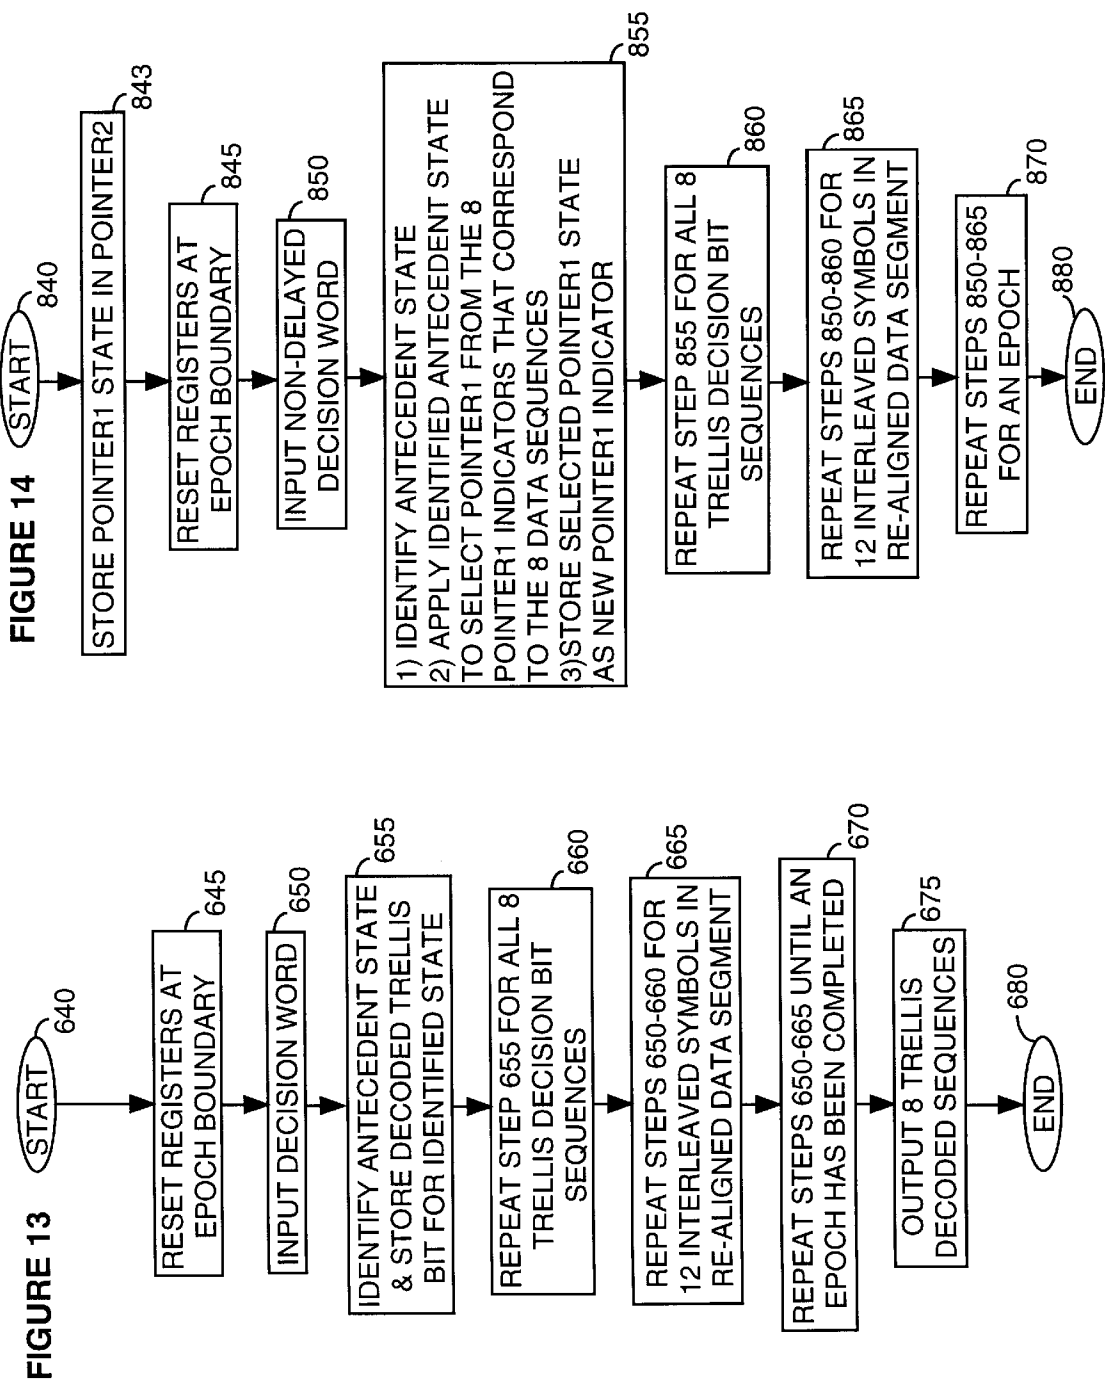 FIGURE 13
START
640
RESET REGISTERS AT
EPOCH BOUNDARY
645
INPUT DECISION WORD
650
IDENTIFY ANTECEDENT STATE
& STORE DECODED TRELLIS
BIT FOR IDENTIFIED STATE
655
REPEAT STEP 655 FOR ALL 8
TRELLIS DECISION BIT
SEQUENCES
660
REPEAT STEPS 650-660 FOR
12 INTERLEAVED SYMBOLS IN
RE-ALIGNED DATA SEGMENT
665
REPEAT STEPS 650-665 UNTIL AN
EPOCH HAS BEEN COMPLETED
670
OUTPUT 8 TRELLIS
DECODED SEQUENCES
675
END
680
FIGURE 14
START
840
STORE POINTER1 STATE IN POINTER2
843
RESET REGISTERS AT
EPOCH BOUNDARY
845
INPUT NON-DELAYED
DECISION WORD
850
1) IDENTIFY ANTECEDENT STATE
2) APPLY IDENTIFIED ANTECEDENT STATE
TO SELECT POINTER1 FROM THE 8
POINTER1 INDICATORS THAT CORRESPOND
TO THE 8 DATA SEQUENCES
3)STORE SELECTED POINTER1 STATE
AS NEW POINTER1 INDICATOR
855
REPEAT STEP 855 FOR ALL 8
TRELLIS DECISION BIT
SEQUENCES
860
REPEAT STEPS 850-860 FOR
12 INTERLEAVED SYMBOLS IN
RE-ALIGNED DATA SEGMENT
865
REPEAT STEPS 850-865
FOR AN EPOCH
870
END
880